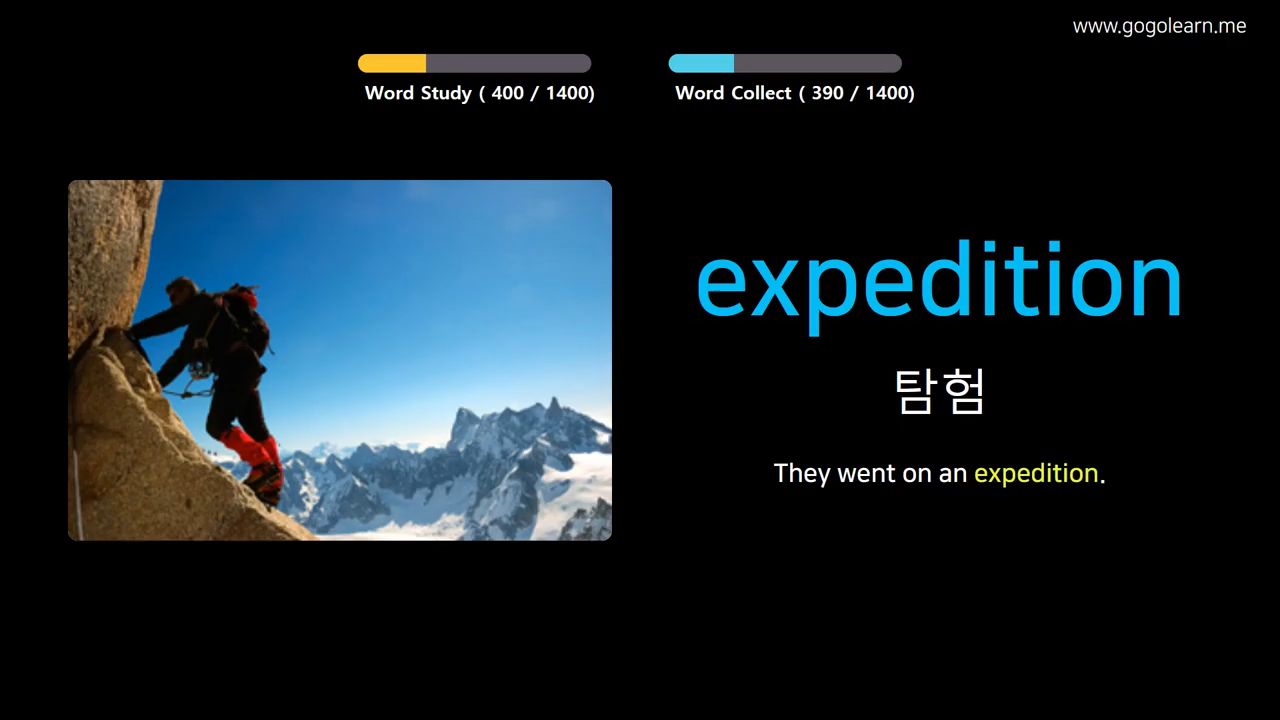 www.gogolearn.me
Word Study ( 400 / 1400)
Word Collect ( 390 / 1400)
expedition
탐험
They went on an expedition.